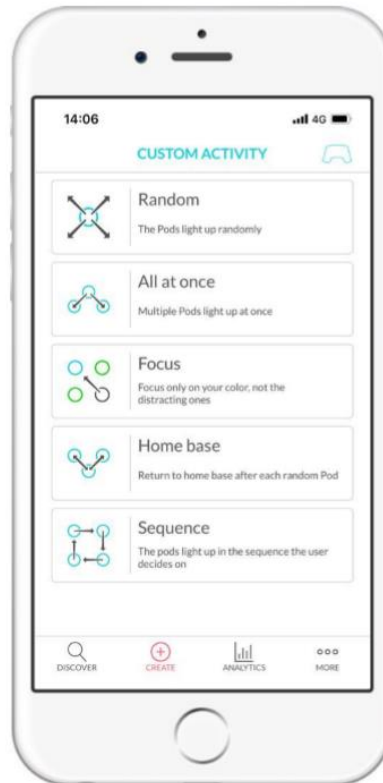 14:06
4G
CUSTOM ACTIVITY
Random
The Pods light up randomly
All at once
Multiple Pods light up at once
Focus
Focus only on your color, not the
distracting ones
Home base
Return to home base after each random Pod
Sequence
The pods light up in the sequence the user
decides on
DISCOVER
CREATE
ANALYTICS
MORE